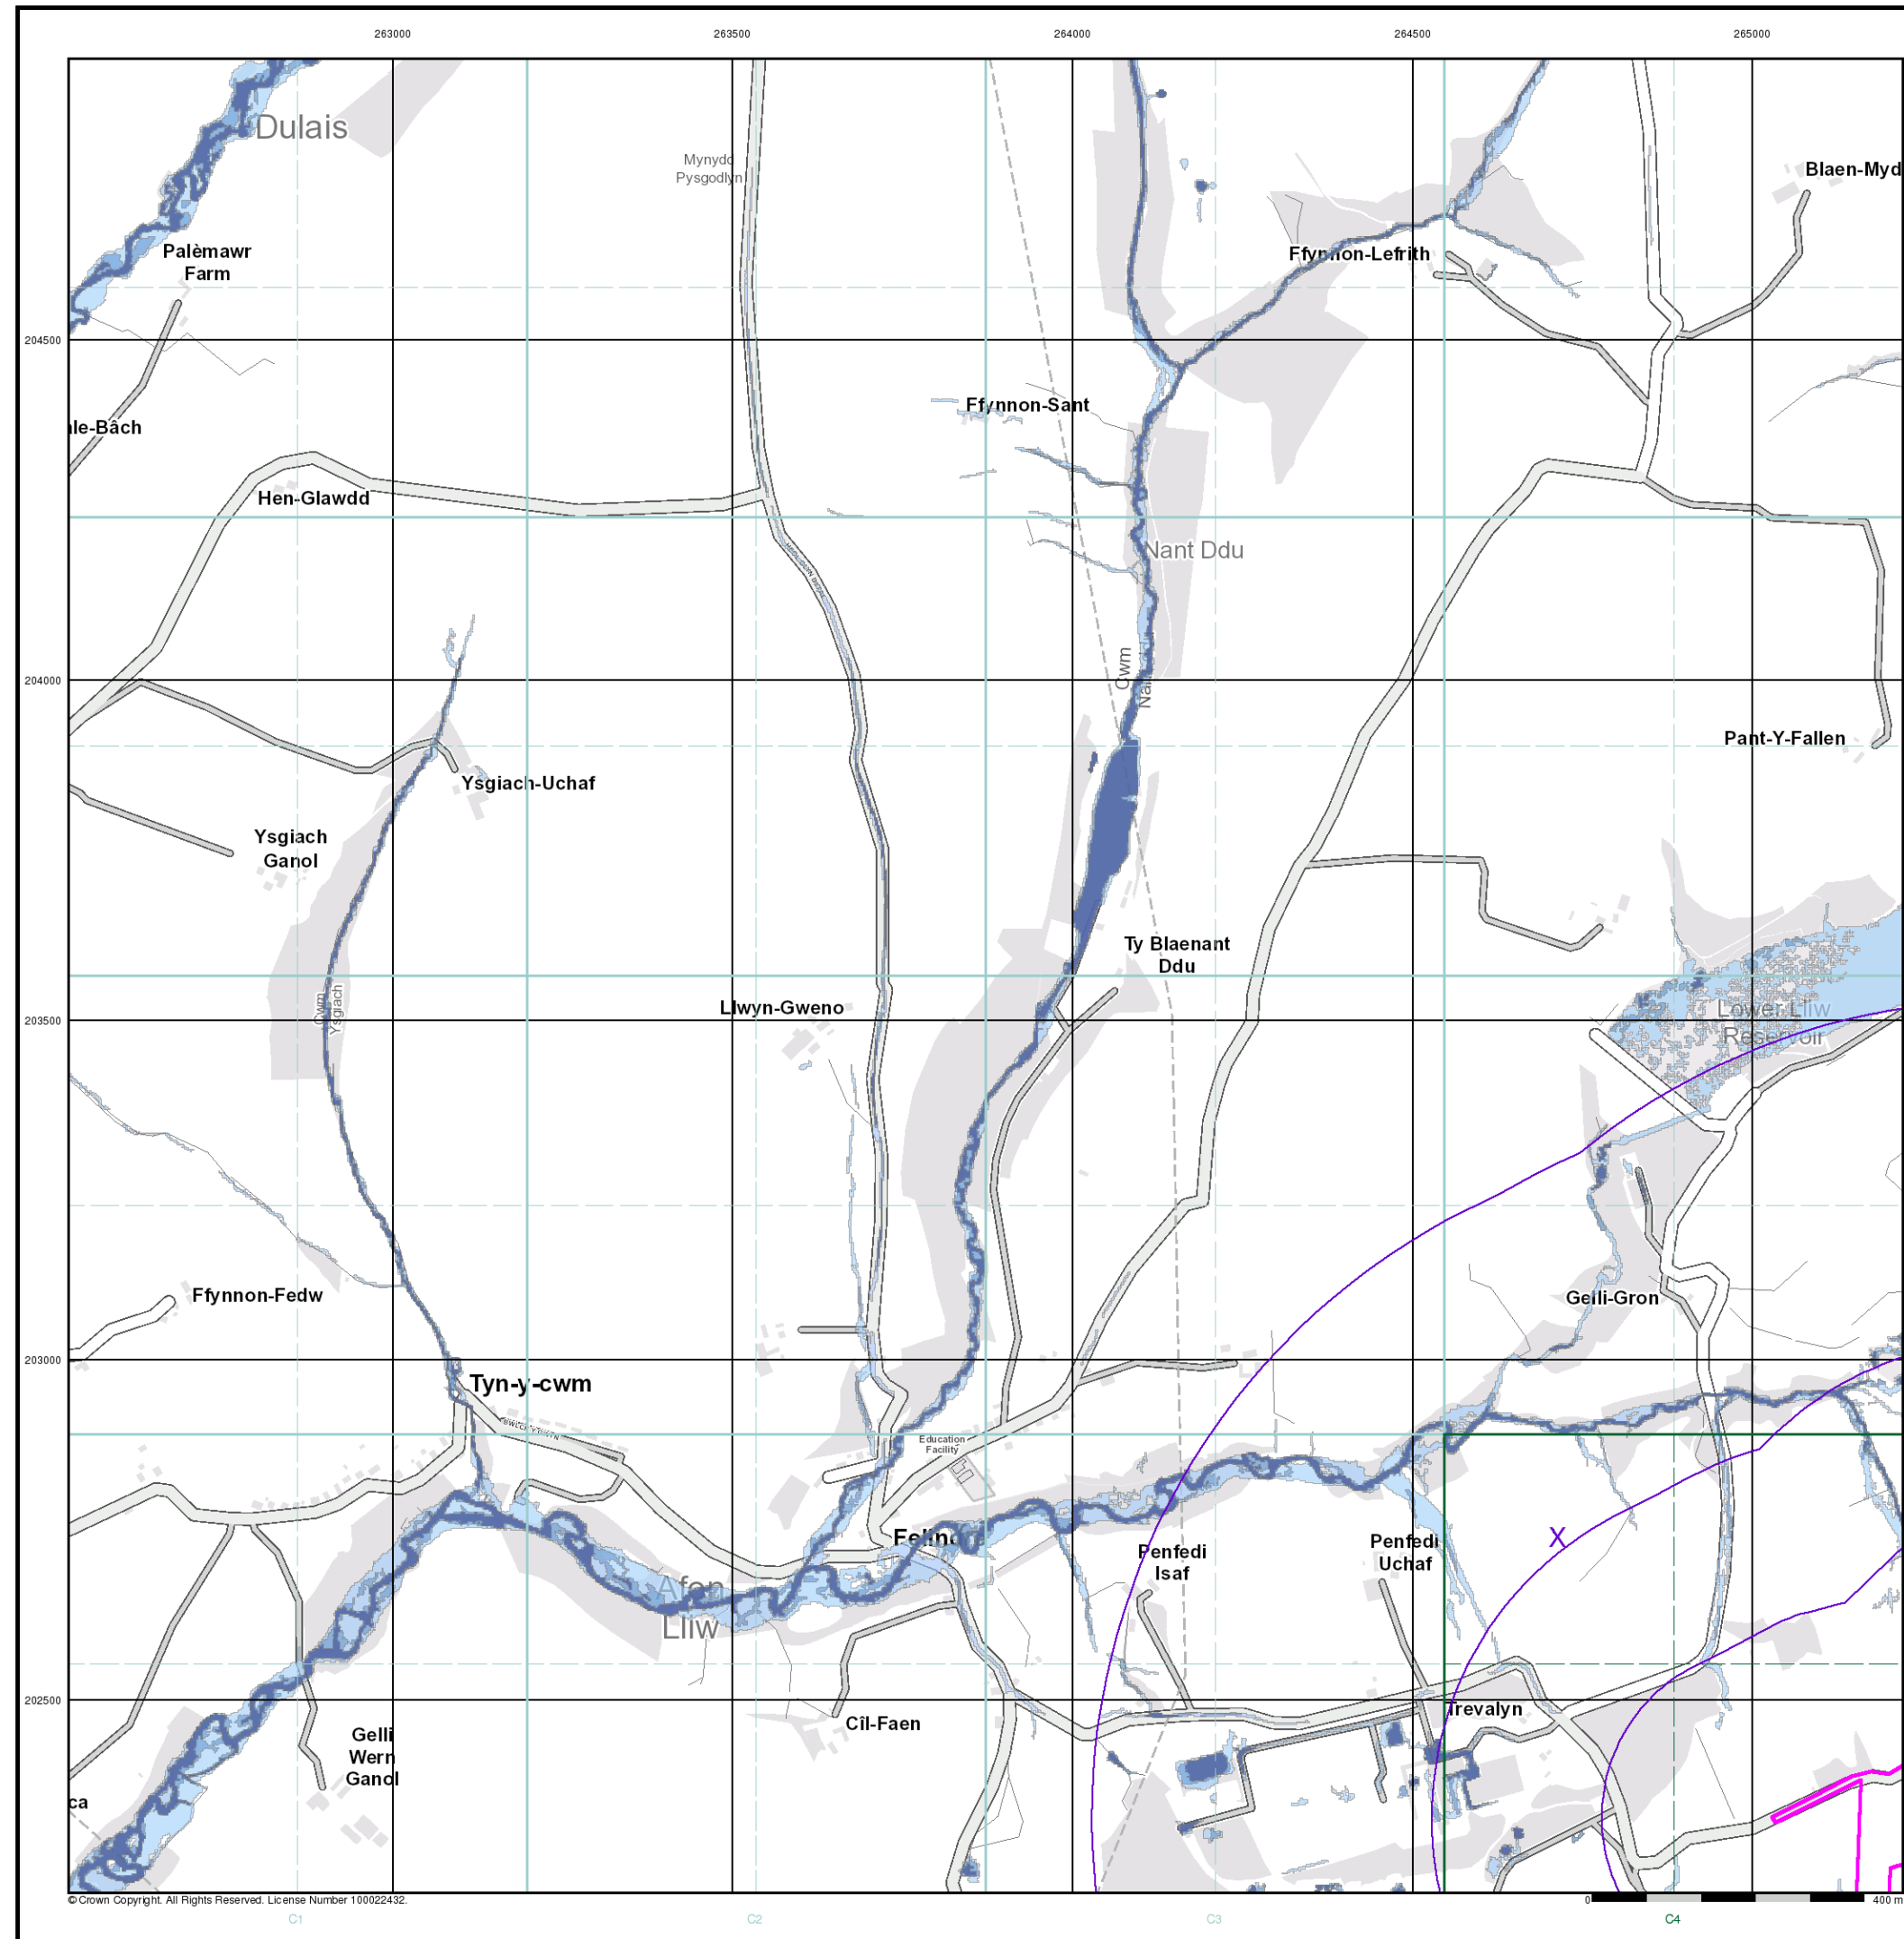 263000
263500
264000
264500
265000
Dulais
Mynydd
Pysgodlyn
Blaen-Myd
Palèmawr
Farm
Ffynnon-Lefrith
204500
Ffynnon-Sant
le-Bâch
Hen-Glawdd
Nant Ddu
Cwm
204000
Pant-Y-Fallen
Ysgiach-Uchaf
Ysgiach
Ganol
Ty Blaenant
Ddu
Cwm
Ysgiach
Llwyn-Gweno
Lower Lliw
Reservoir
203500
Ffynnon-Fedw
Gelli-Gron
203000
Tyn-y-cwm
Education
Facility
Felindre
X
Penfedi
Isaf
Penfedi
Uchaf
Afon
Lliw
202500
Trevalyn
Cîl-Faen
Gelli
Wern
Ganol
ca
© Crown Copyright. All Rights Reserved. License Number 100022432.
0
400 m
C1
C2
C3
C4